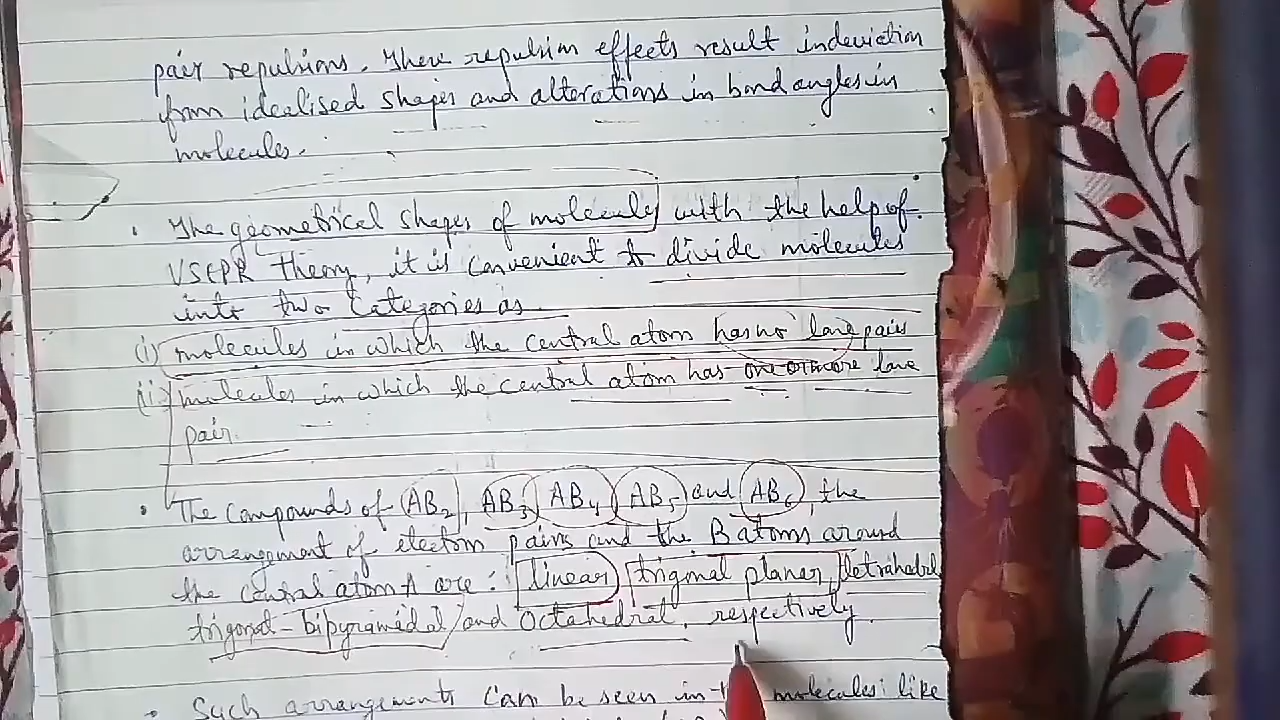 pair repulsions. These repulsion effects result in deviction
from idealised shapes and alterations in bond angles in
molecules.
The geometrical shapes of molecules with the help of
VSEPR theory, it is convenient to divide molecules
into two Categories as
(i) molecules in which the central atom has no lone pairs
(ii) molecules in which the central atom has one or more lone
pair.
The compounds of AB2, AB3, AB4, AB5, and AB6, the
arrangement of electron pairs and the B atoms around
the central atom A are: linear, trigonal planar, tetrahedral
trigonal-bipyramidal and octahedral, respectively.
Such arrangements can be seen in the molecules like